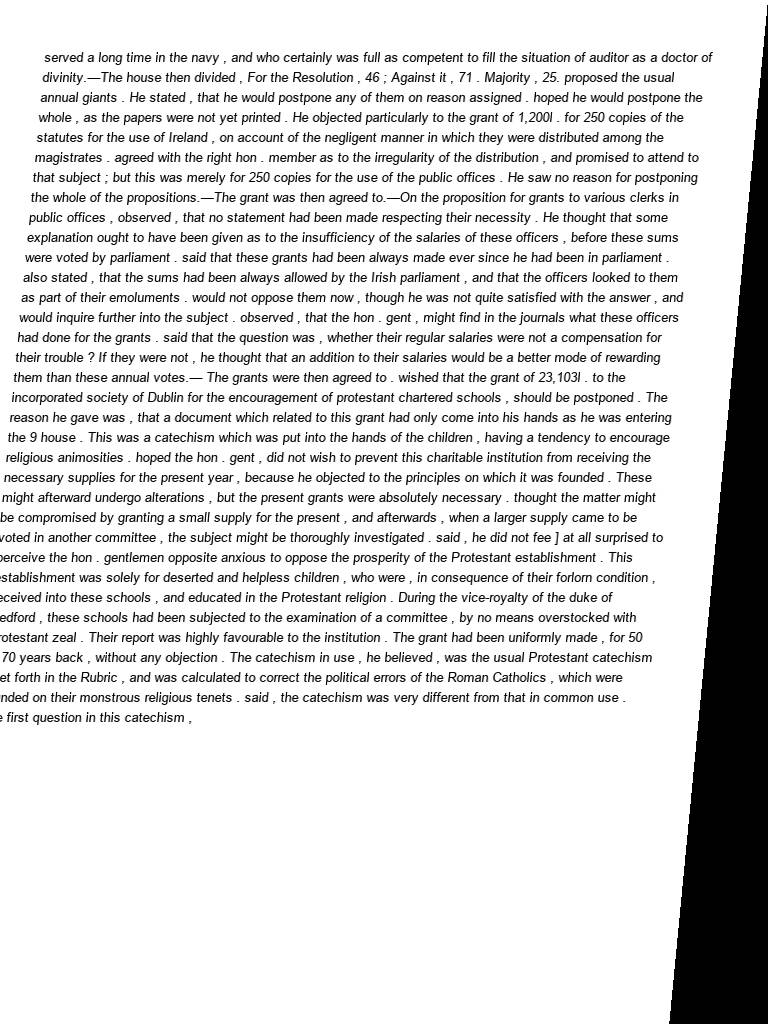 served a long time in the navy , and who certainly was full as competent to fill the situation of auditor as a doctor of
divinity.—The house then divided , For the Resolution , 46 ; Against it , 71 . Majority , 25. proposed the usual
annual giants . He stated , that he would postpone any of them on reason assigned . hoped he would postpone the
whole , as the papers were not yet printed . He objected particularly to the grant of 1,200l . for 250 copies of the
statutes for the use of Ireland , on account of the negligent manner in which they were distributed among the
magistrates . agreed with the right hon . member as to the irregularity of the distribution , and promised to attend to
that subject ; but this was merely for 250 copies for the use of the public offices . He saw no reason for postponing
the whole of the propositions.—The grant was then agreed to.—On the proposition for grants to various clerks in
public offices , observed , that no statement had been made respecting their necessity . He thought that some
explanation ought to have been given as to the insufficiency of the salaries of these officers , before these sums
were voted by parliament . said that these grants had been always made ever since he had been in parliament .
also stated , that the sums had been always allowed by the Irish parliament , and that the officers looked to them
as part of their emoluments . would not oppose them now , though he was not quite satisfied with the answer , and
would inquire further into the subject . observed , that the hon . gent , might find in the journals what these officers
had done for the grants . said that the question was , whether their regular salaries were not a compensation for
their trouble ? If they were not , he thought that an addition to their salaries would be a better mode of rewarding
them than these annual votes.— The grants were then agreed to . wished that the grant of 23,103l . to the
incorporated society of Dublin for the encouragement of protestant chartered schools , should be postponed . The
reason he gave was , that a document which related to this grant had only come into his hands as he was entering
the 9 house . This was a catechism which was put into the hands of the children , having a tendency to encourage
religious animosities . hoped the hon . gent , did not wish to prevent this charitable institution from receiving the
necessary supplies for the present year , because he objected to the principles on which it was founded . These
might afterward undergo alterations , but the present grants were absolutely necessary . thought the matter might
be compromised by granting a small supply for the present , and afterwards , when a larger supply came to be
voted in another committee , the subject might be thoroughly investigated . said , he did not fee ] at all surprised to
perceive the hon . gentlemen opposite anxious to oppose the prosperity of the Protestant establishment . This
establishment was solely for deserted and helpless children , who were , in consequence of their forlorn condition ,
eceived into these schools , and educated in the Protestant religion . During the vice-royalty of the duke of
edford , these schools had been subjected to the examination of a committee , by no means overstocked with
rotestant zeal . Their report was highly favourable to the institution . The grant had been uniformly made , for 50
70 years back , without any objection . The catechism in use , he believed , was the usual Protestant catechism
et forth in the Rubric , and was calculated to correct the political errors of the Roman Catholics , which were
nded on their monstrous religious tenets . said , the catechism was very different from that in common use .
first question in this catechism ,